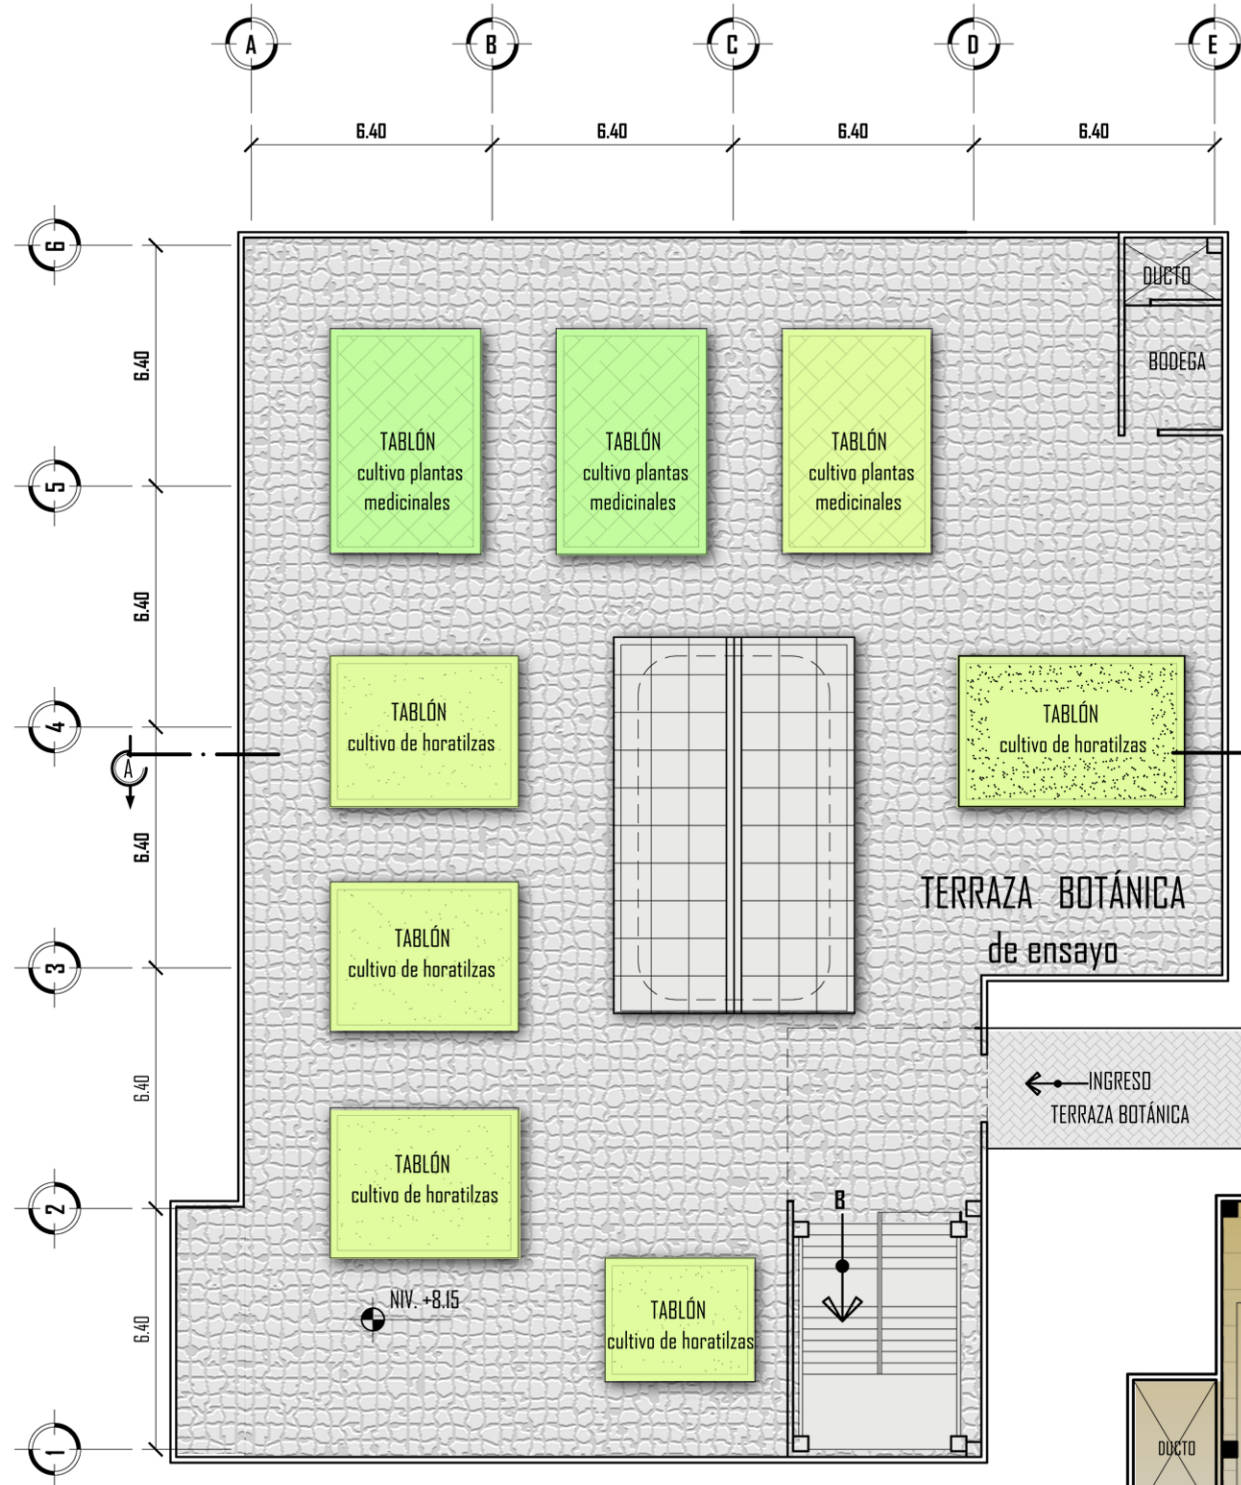 A B C D E
6.40 6.40 6.40 6.40
6
5
4
3
2
1
6.40
6.40
6.40
6.40
6.40
A
DUCTO
BODEGA
TABLÓN
cultivo plantas
medicinales
TABLÓN
cultivo plantas
medicinales
TABLÓN
cultivo plantas
medicinales
TABLÓN
cultivo de horatilzas
TABLÓN
cultivo de horatilzas
TERRAZA BOTÁNICA
de ensayo
TABLÓN
cultivo de horatilzas
INGRESO
TERRAZA BOTÁNICA
TABLÓN
cultivo de horatilzas
B
NIV. +8.15
TABLÓN
cultivo de horatilzas
DUCTO